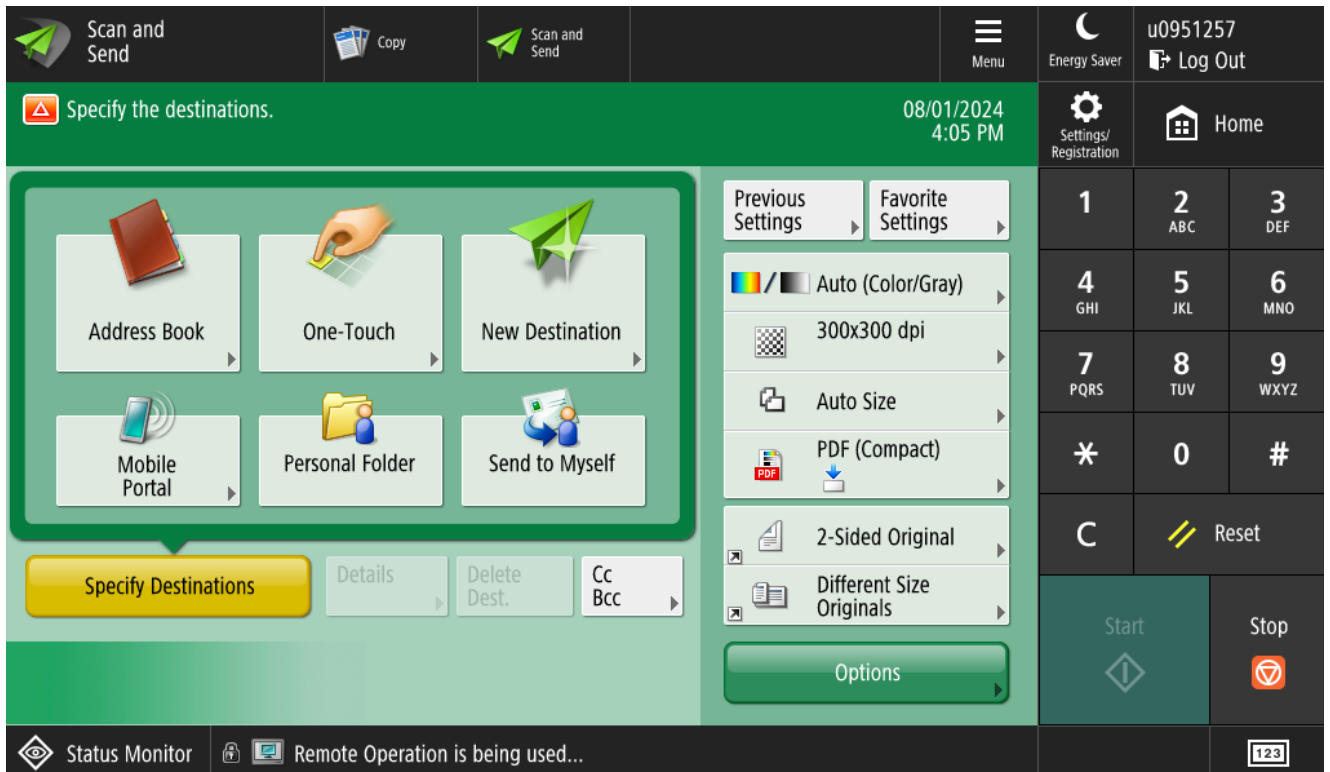 Scan and
Send
Copy
Scan and
Send
Menu
Energy Saver
u0951257
Log Out
Specify the destinations.
08/01/2024
4:05 PM
Settings/
Registration
Home
Address Book
One-Touch
New Destination
Mobile
Portal
Personal Folder
Send to Myself
Specify Destinations
Details
Delete
Dest.
Cc
Bcc
Previous
Settings
Favorite
Settings
Auto (Color/Gray)
300x300 dpi
Auto Size
PDF
PDF (Compact)
2-Sided Original
Different Size
Originals
Options
1
2
ABC
3
DEF
4
GHI
5
JKL
6
MNO
7
PQRS
8
TUV
9
WXYZ
*
0
#
C
Reset
Start
Stop
Status Monitor
Remote Operation is being used...
123